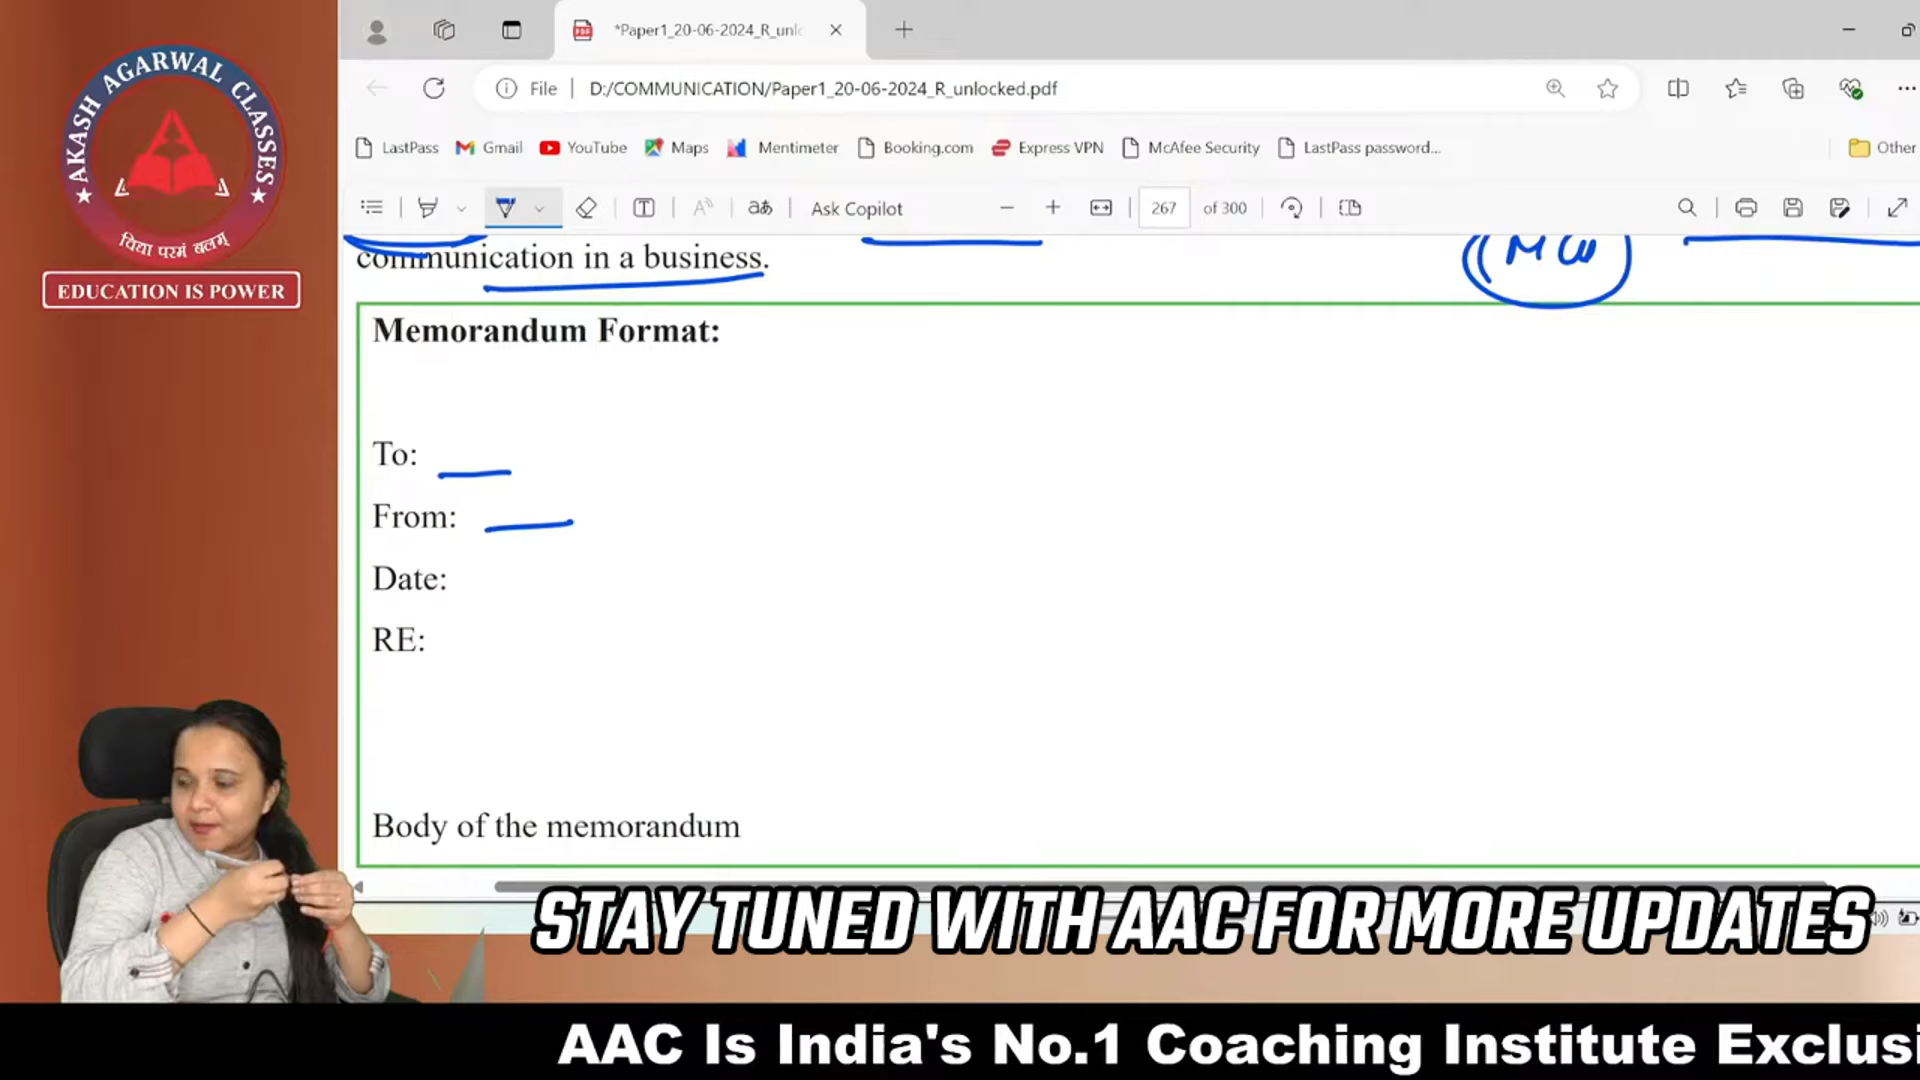 AKASH AGARWAL CLASSES
विद्या परमं बलम्
EDUCATION IS POWER
*Paper1_20-06-2024_R_unlo
File
D:/COMMUNICATION/Paper1_20-06-2024_R_unlocked.pdf
LastPass
Gmail
YouTube
Maps
Mentimeter
Booking.com
Express VPN
McAfee Security
LastPass password...
Other
Ask Copilot
267
of 300
communication in a business.
Memorandum Format:
To:
From:
Date:
RE:
Body of the memorandum
STAY TUNED WITH AAC FOR MORE UPDATES
AAC Is India's No.1 Coaching Institute Exclusi